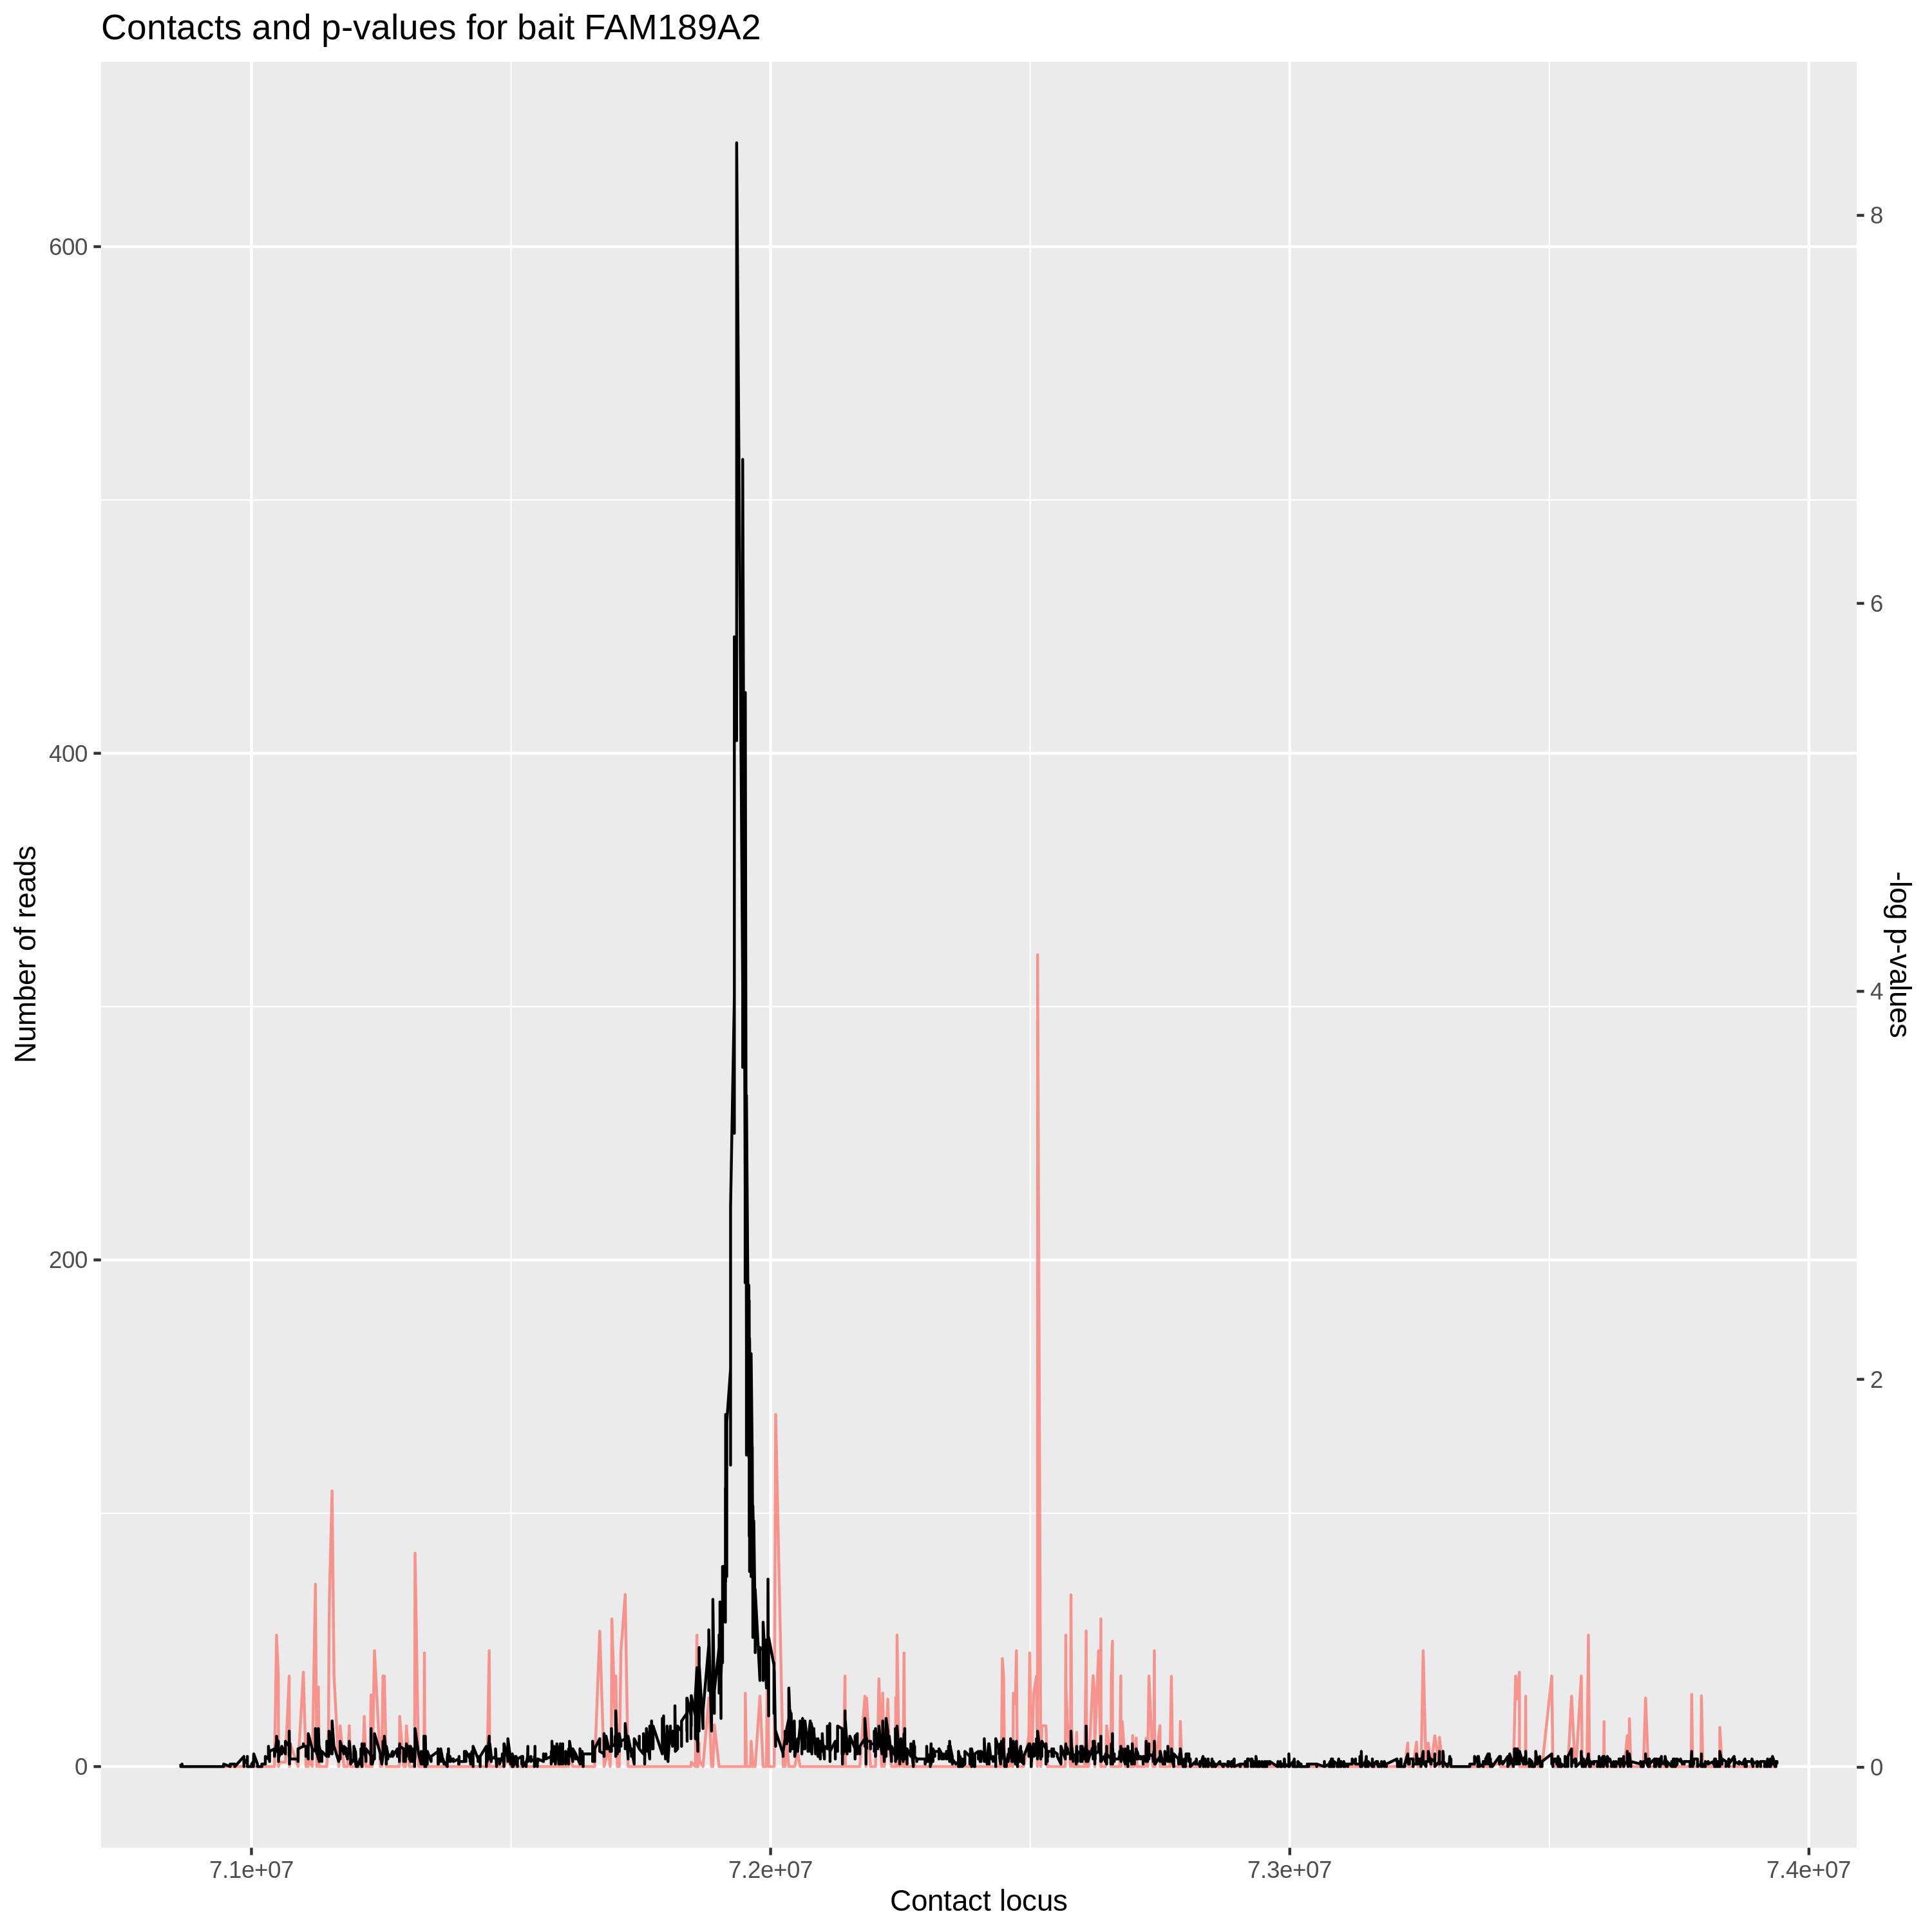 Contacts and p-values for bait FAM189A2
Number of reads
600
400
200
0
8
6
4
2
0
-log p-values
7.1e+07
7.2e+07
7.3e+07
7.4e+07
Contact locus